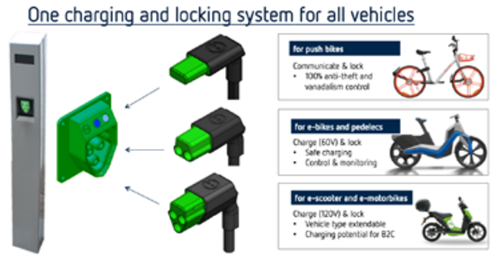 One charging and locking system for all vehicles
for push bikes
Communicate & lock
• 100% anti-theft and
vanadalism control
for e-bikes and pedelecs
Charge (60V) & lock
• Safe charging
• Control & monitoring
for e-scooter and e-motorbikes
Charge (120V) & lock
• Vehicle type extendable
• Charging potential for B2C